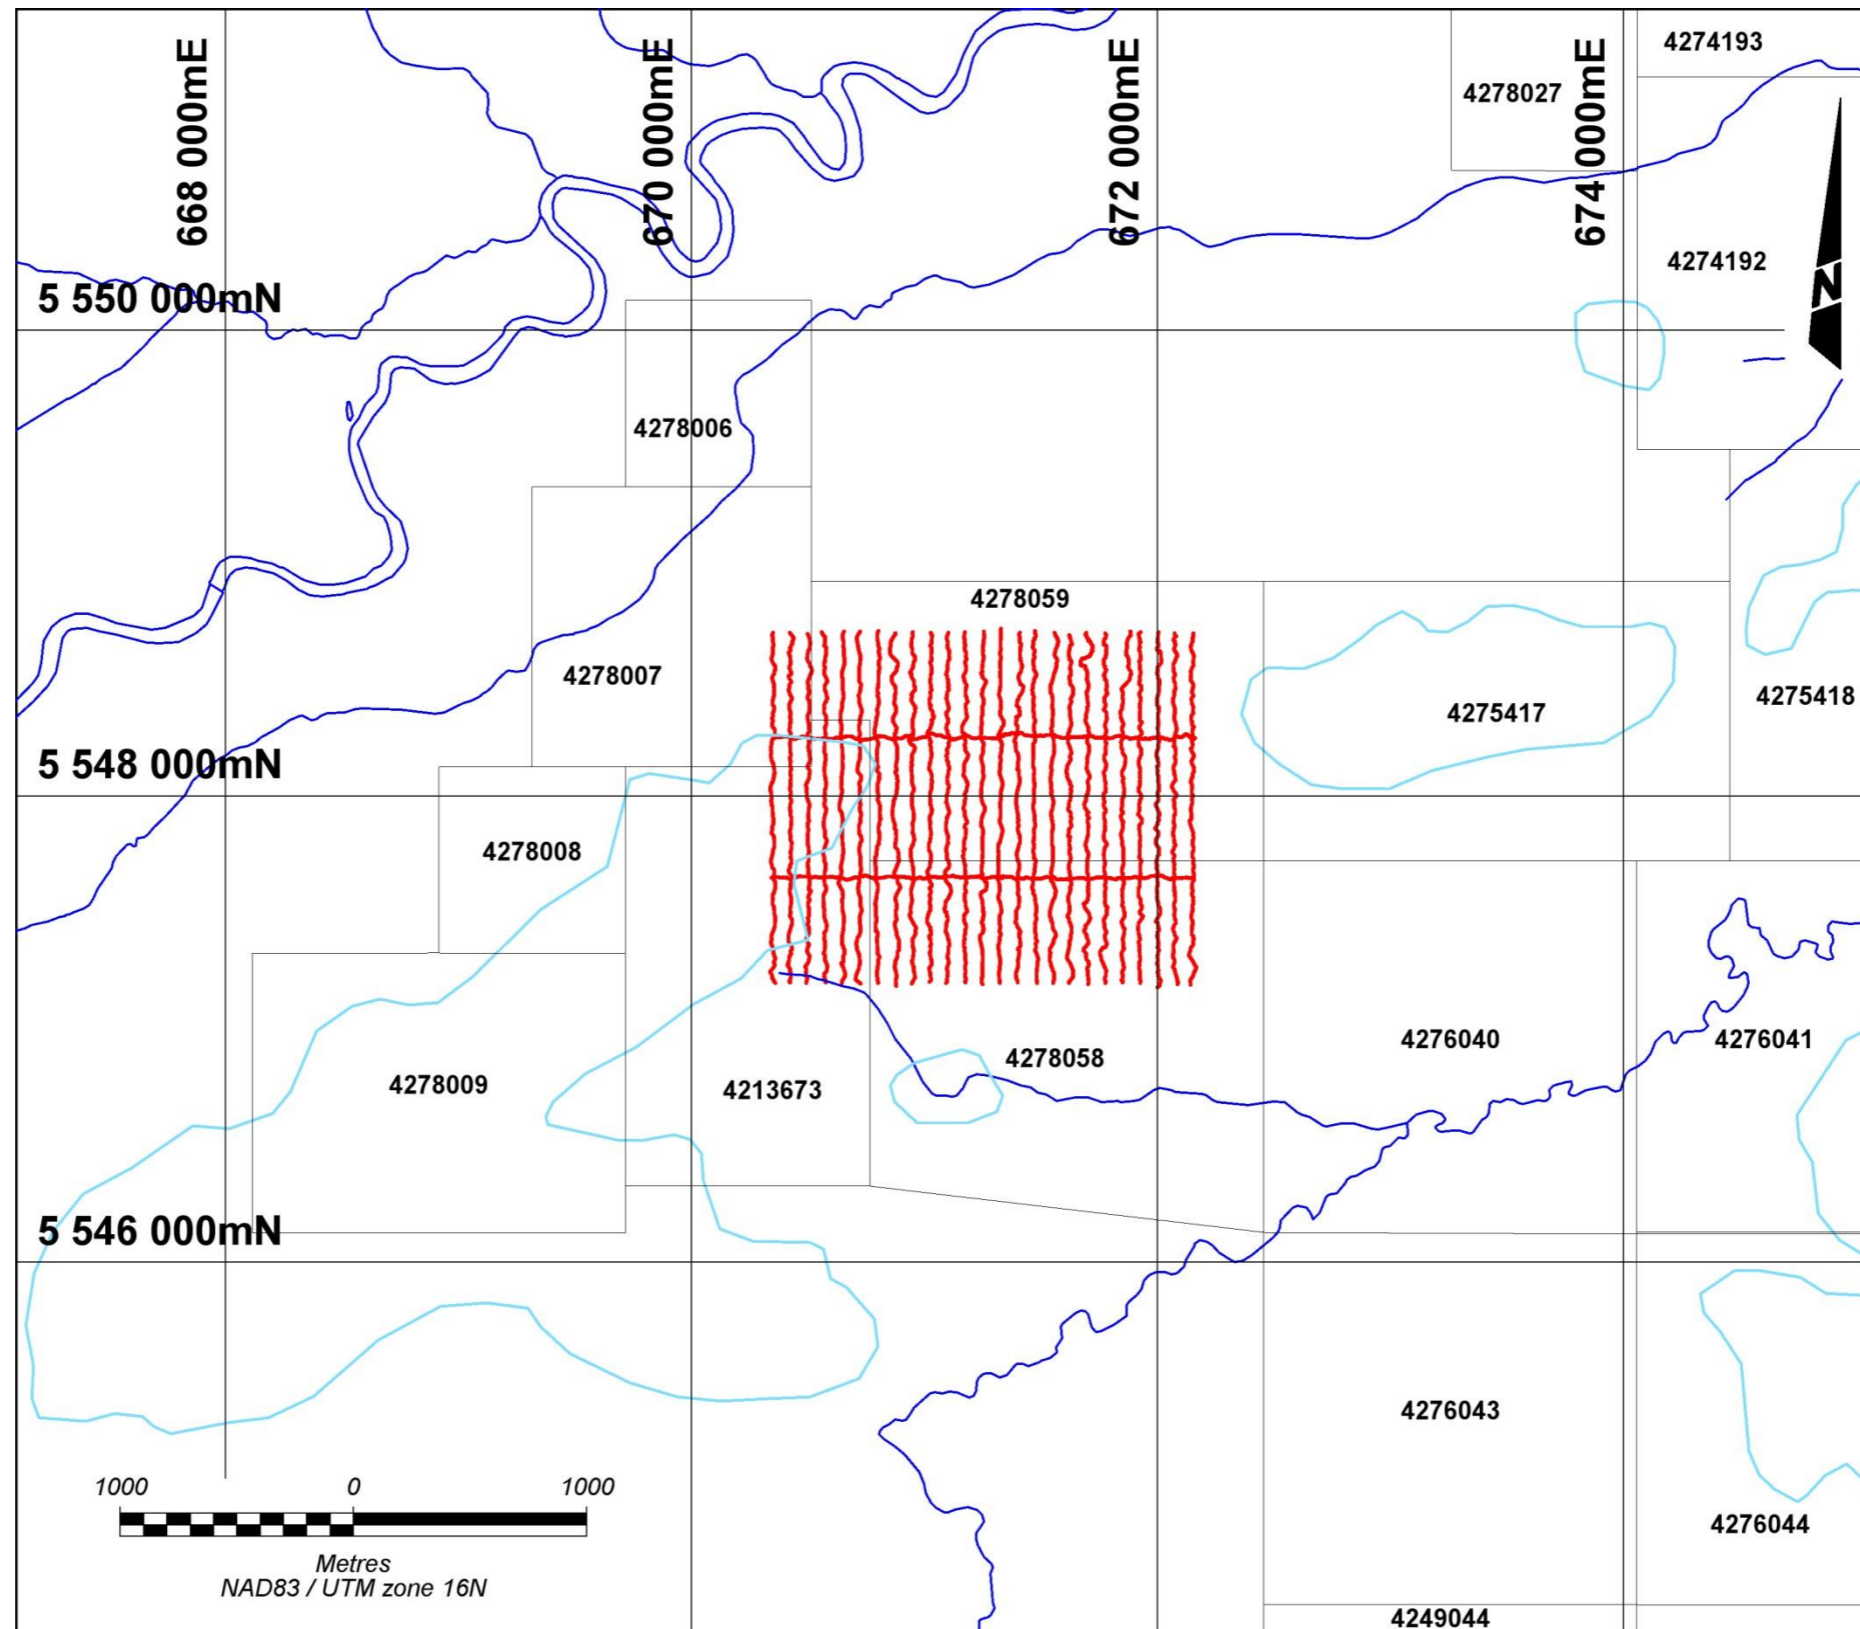 668 000mE
670 000mE
672 000mE
674 000mE
4274193
4278027
4274192
N
5 550 000mN
4278006
4278059
4278007
4275417
4275418
5 548 000mN
4278008
4276040
4276041
4278058
4278009
4213673
5 546 000mN
4276043
1000 0 1000
Metres
NAD83 / UTM zone 16N
4276044
4249044